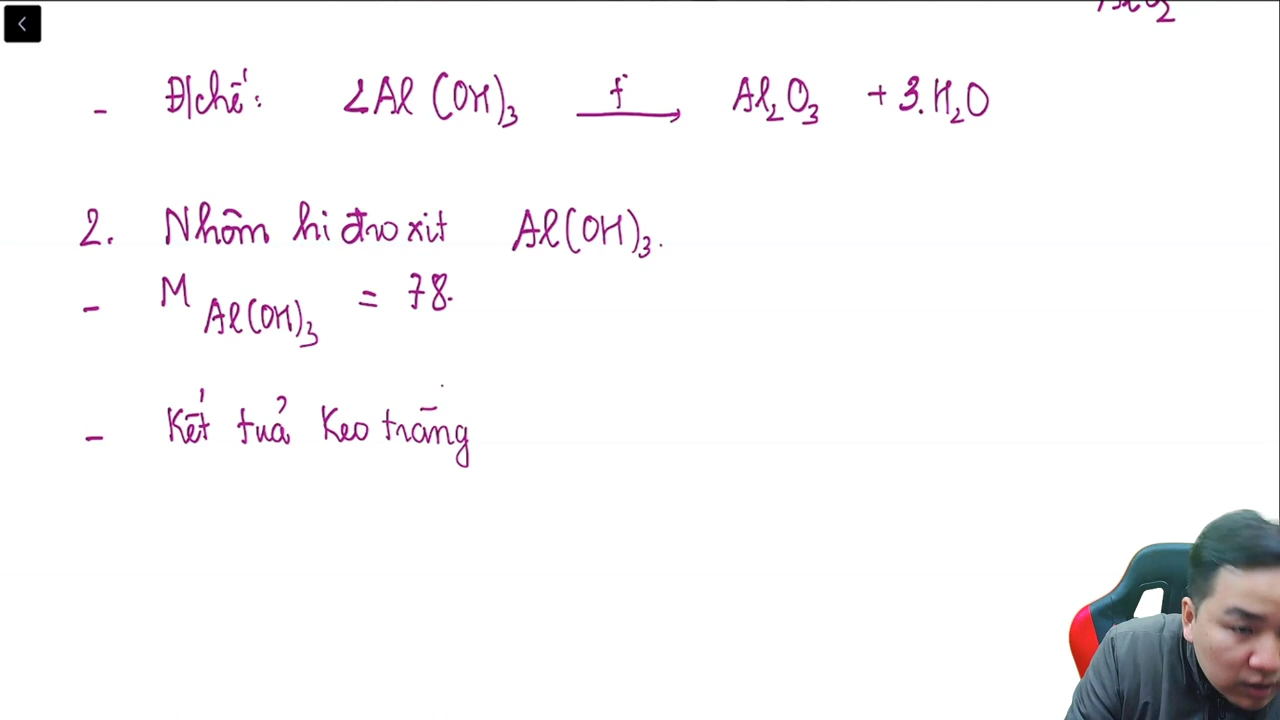 - Đ/chế: 2Al(OH)₃ →(t°) Al₂O₃ + 3.H₂O
2. Nhôm hiđroxit Al(OH)₃.
- M Al(OH)₃ = 78.
- Kết tủa keo trắng